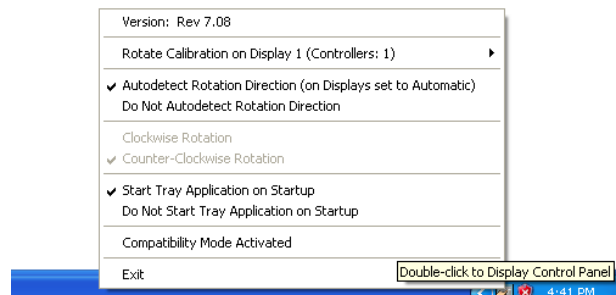 Version: Rev 7.08
Rotate Calibration on Display 1 (Controllers: 1)
Autodetect Rotation Direction (on Displays set to Automatic)
Do Not Autodetect Rotation Direction
Clockwise Rotation
Counter-Clockwise Rotation
Start Tray Application on Startup
Do Not Start Tray Application on Startup
Compatibility Mode Activated
Exit
Double-click to Display Control Panel
4:41 PM